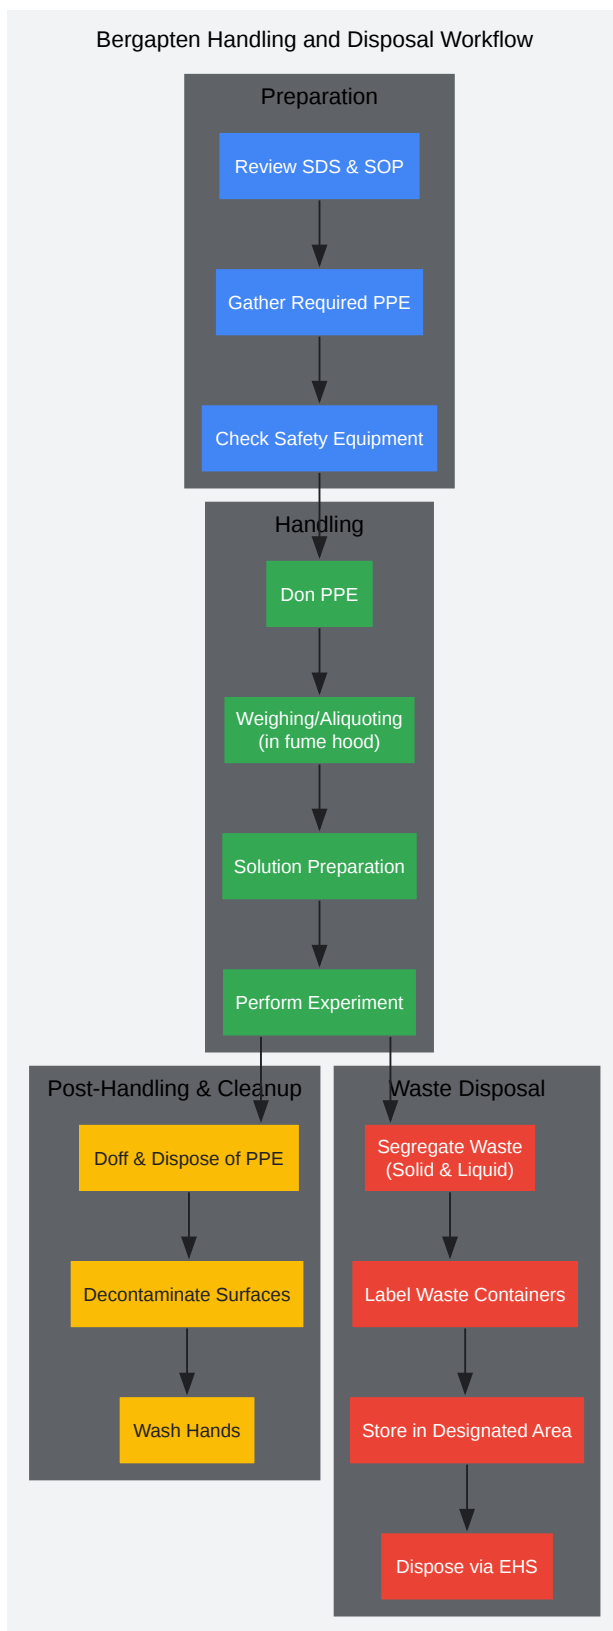 Bergapten Handling and Disposal Workflow
Preparation
Review SDS & SOP
Gather Required PPE
Check Safety Equipment
Handling
Don PPE
Weighing/Aliquoting
(in fume hood)
Solution Preparation
Perform Experiment
Post-Handling & Cleanup
Doff & Dispose of PPE
Decontaminate Surfaces
Wash Hands
Waste Disposal
Segregate Waste
(Solid & Liquid)
Label Waste Containers
Store in Designated Area
Dispose via EHS